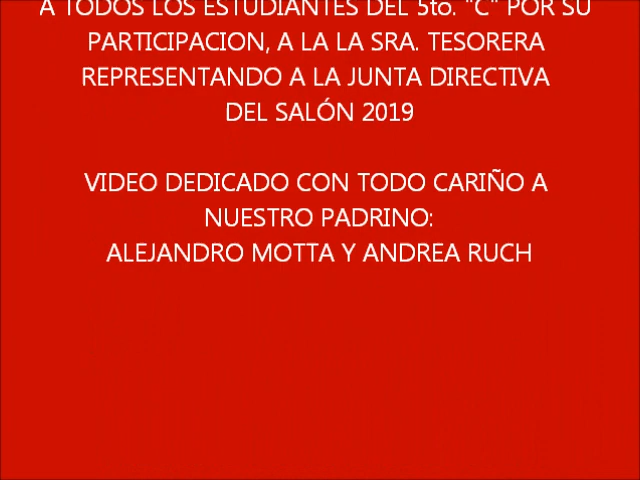 A TODOS LOS ESTUDIANTES DEL 5to. "C" POR SU
PARTICIPACION, A LA LA SRA. TESORERA
REPRESENTANDO A LA JUNTA DIRECTIVA
DEL SALÓN 2019
VIDEO DEDICADO CON TODO CARIÑO A
NUESTRO PADRINO:
ALEJANDRO MOTTA Y ANDREA RUCH